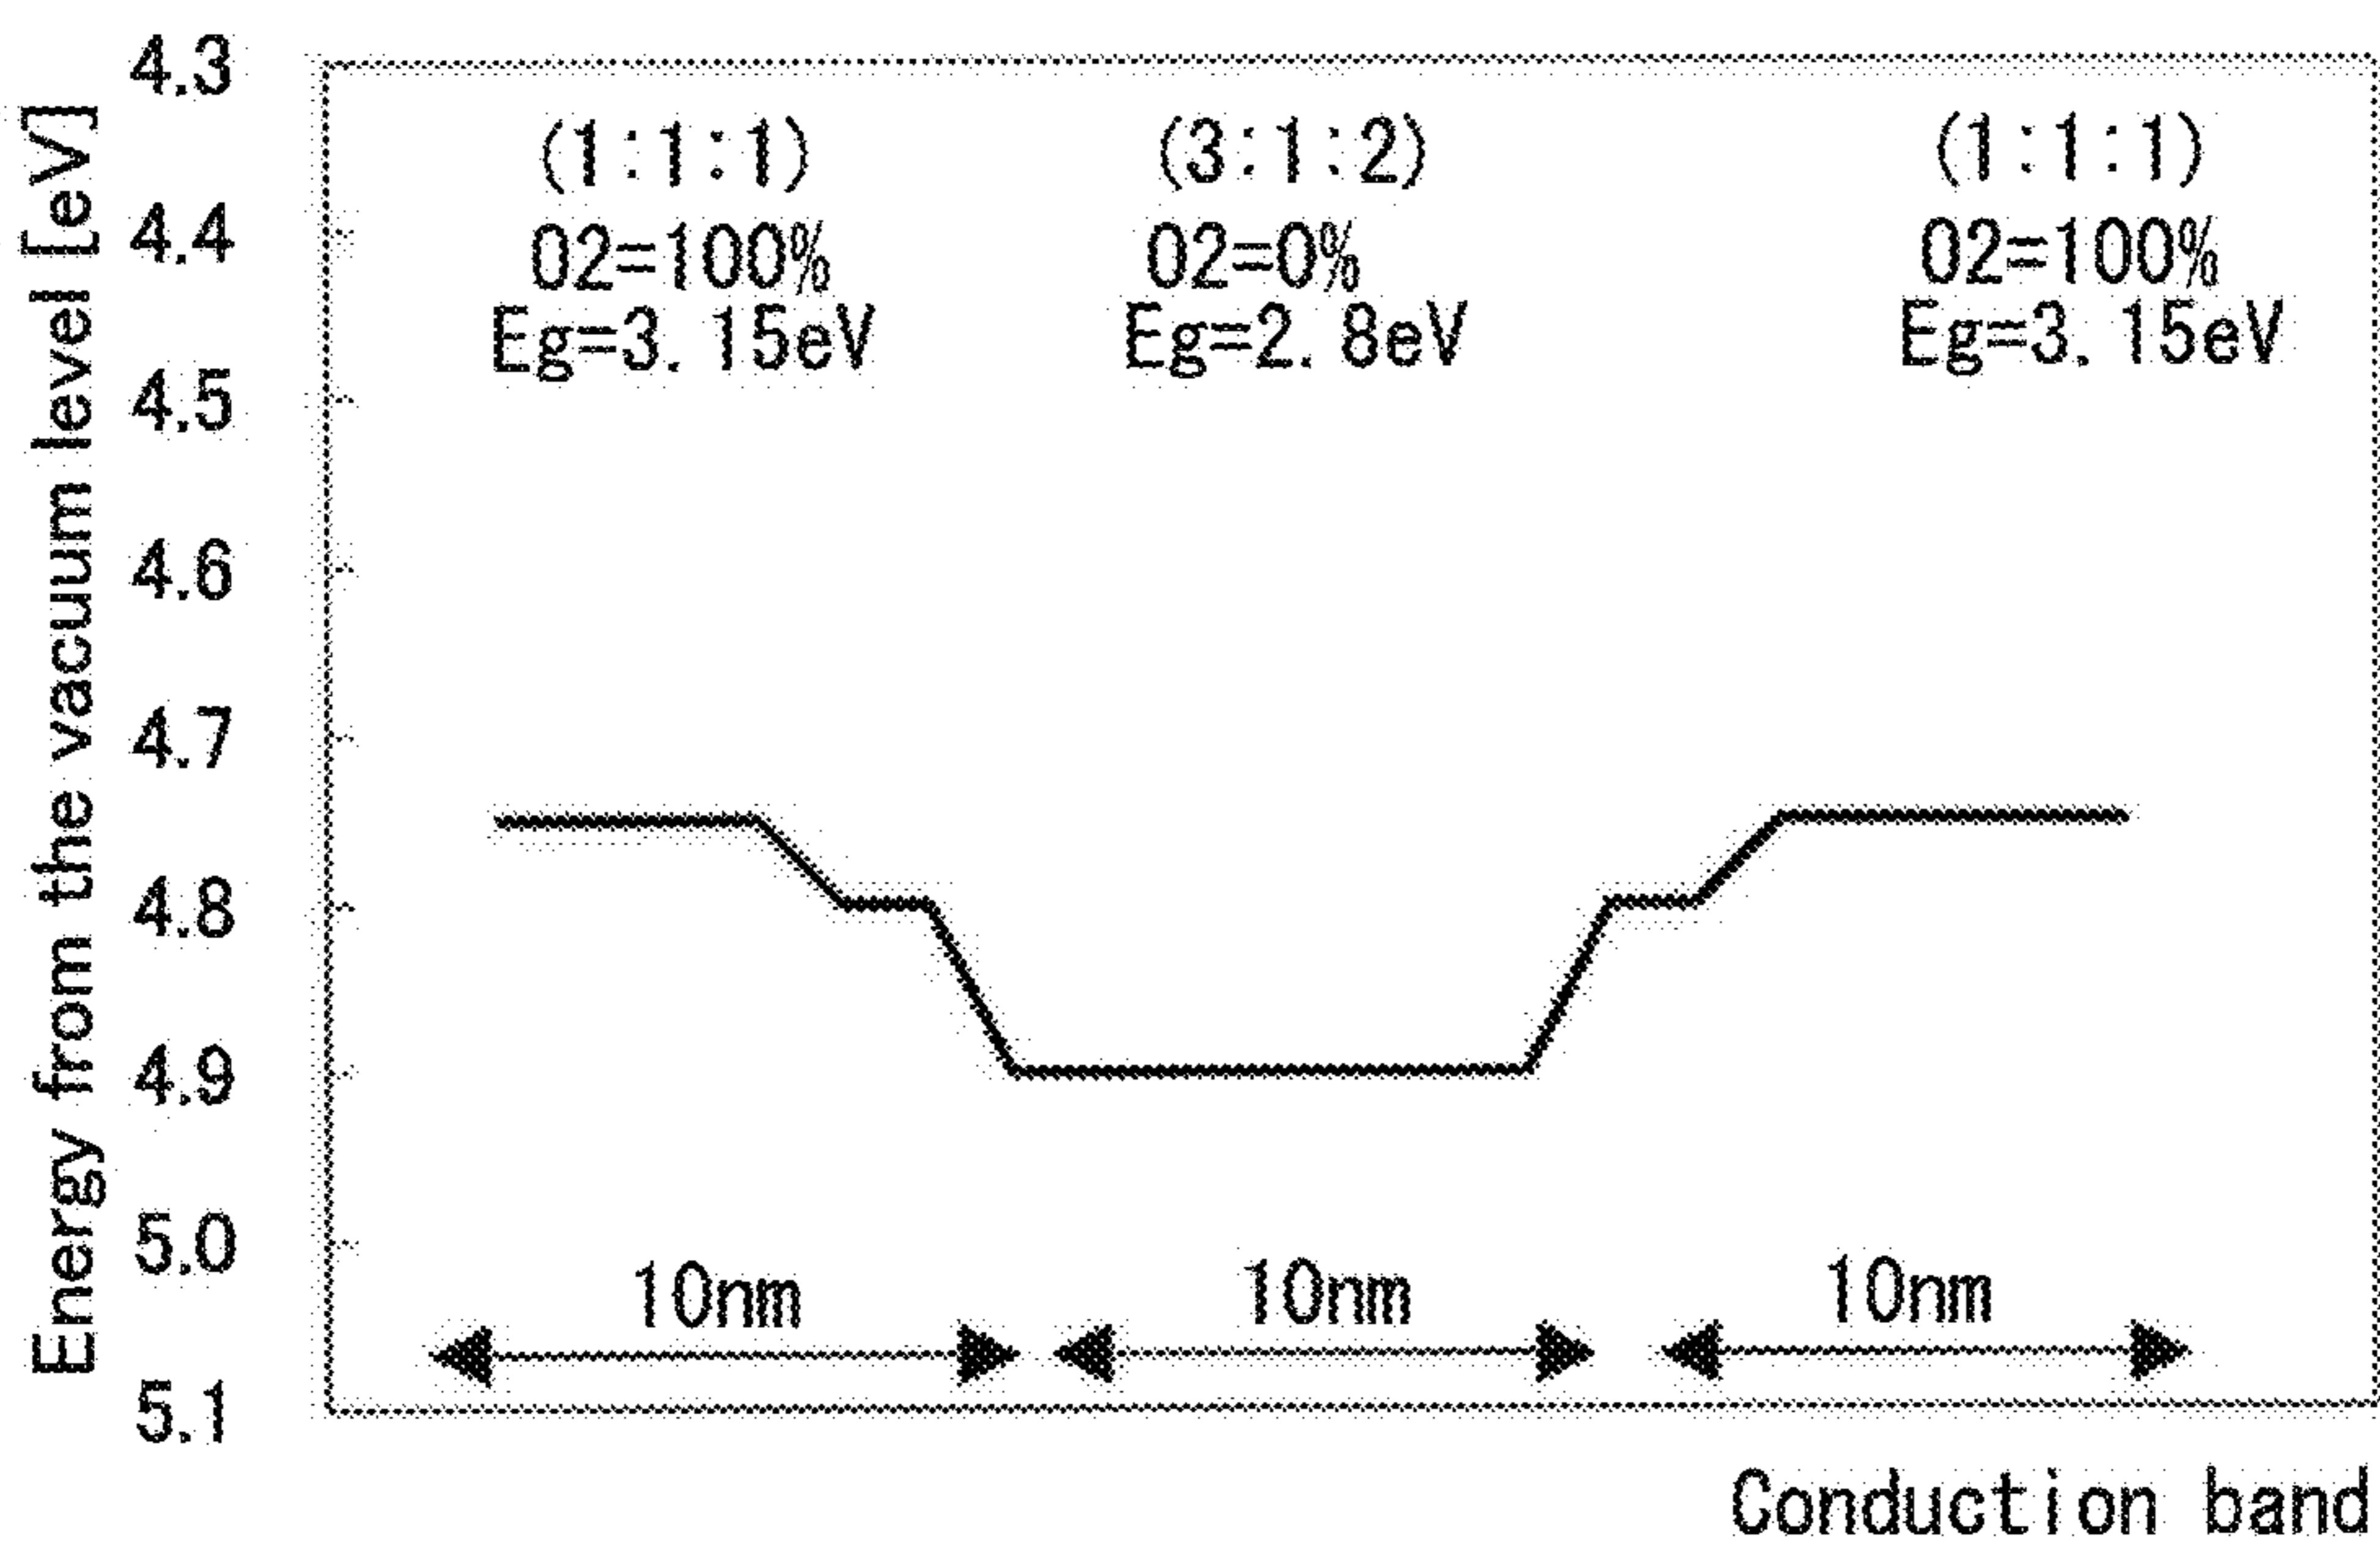 Energy from the vacuum level [eV]
4.3
4.4
4.5
4.6
4.7
4.8
4.9
5.0
5.1
(1:1:1)
O2=100%
Eg=3.15eV
(3:1:2)
O2=0%
Eg=2.8eV
(1:1:1)
O2=100%
Eg=3.15eV
10nm
10nm
10nm
Conduction band